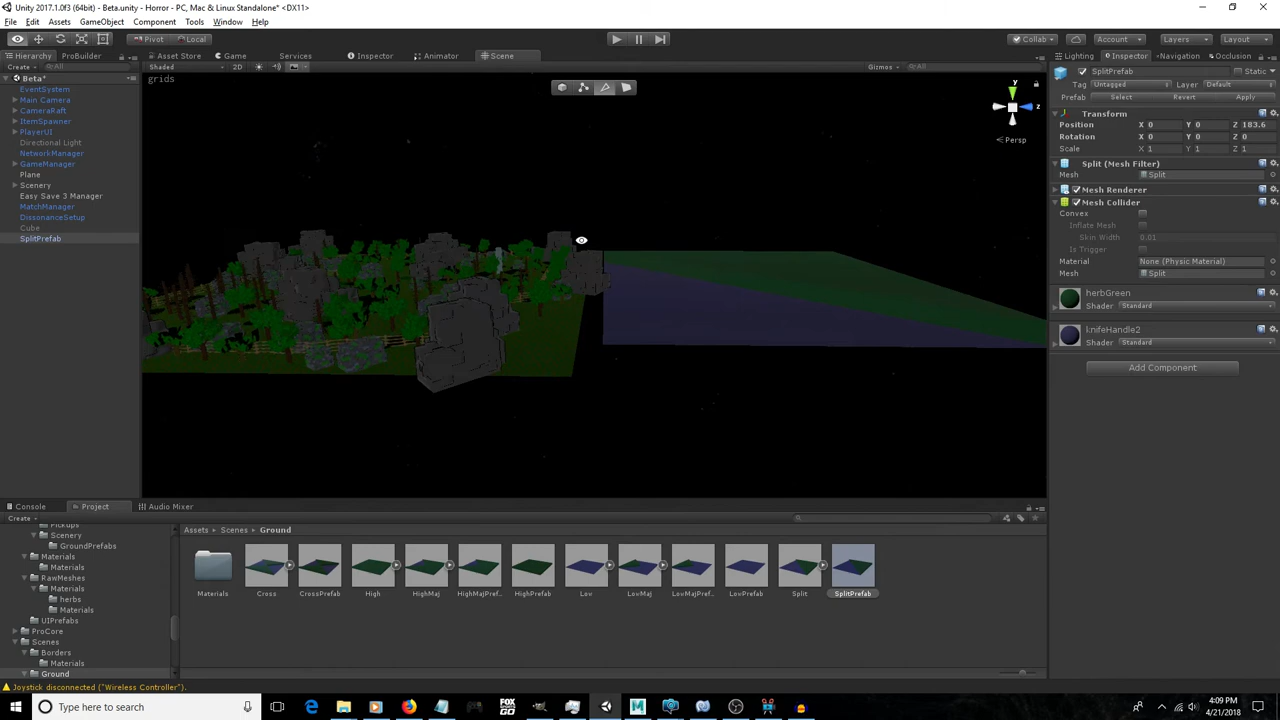 Unity 2017.1.0f3 (64bit) - Beta.unity - Horror - PC, Mac & Linux Standalone* <DX11>
File Edit Assets GameObject Component Tools Window Help
Pivot Local Collab Account Layers Layout
Hierarchy ProBuilder Asset Store Game Services Inspector Animator Scene Lighting Inspector Navigation Occlusion
Create All Shaded 2D Gizmos All
Beta*
EventSystem
Main Camera
CameraRaft
ItemSpawner
PlayerUI
Directional Light
NetworkManager
GameManager
Plane
Scenery
Easy Save 3 Manager
MatchManager
DissonanceSetup
Cube
SplitPrefab
grids
y
z
Persp
SplitPrefab Static
Tag Untagged Layer Default
Prefab Select Revert Apply
Transform
Position X 0 Y 0 Z 183.6
Rotation X 0 Y 0 Z 0
Scale X 1 Y 1 Z 1
Split (Mesh Filter)
Mesh Split
Mesh Renderer
Mesh Collider
Convex
Inflate Mesh
Skin Width 0.01
Is Trigger
Material None (Physic Material)
Mesh Split
herbGreen
Shader Standard
knifeHandle2
Shader Standard
Add Component
Console Project Audio Mixer
Create
Pickups
Scenery
GroundPrefabs
Materials
Materials
RawMeshes
Materials
herbs
Materials
UIPrefabs
ProCore
Scenes
Borders
Materials
Ground
Assets Scenes Ground
Materials Cross CrossPrefab High HighMaj HighMajPref... HighPrefab Low LowMaj LowMajPref... LowPrefab Split SplitPrefab
Joystick disconnected ("Wireless Controller").
Type here to search
FOX
GO
M
4:09 PM
4/21/2018